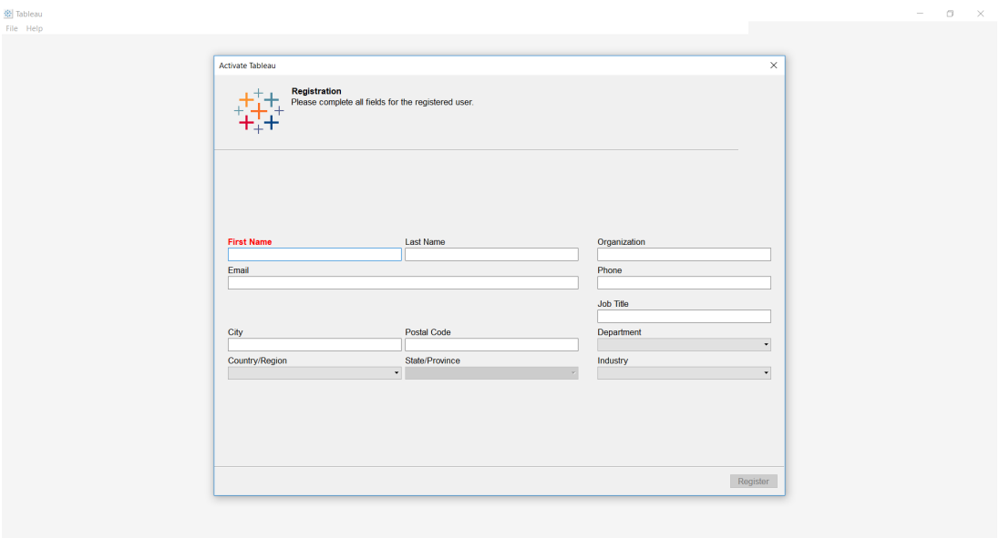 Tableau
File Help
Activate Tableau
Registration
Please complete all fields for the registered user.
First Name Last Name Organization
Email Phone
Job Title
City Postal Code Department
Country/Region State/Province Industry
Register